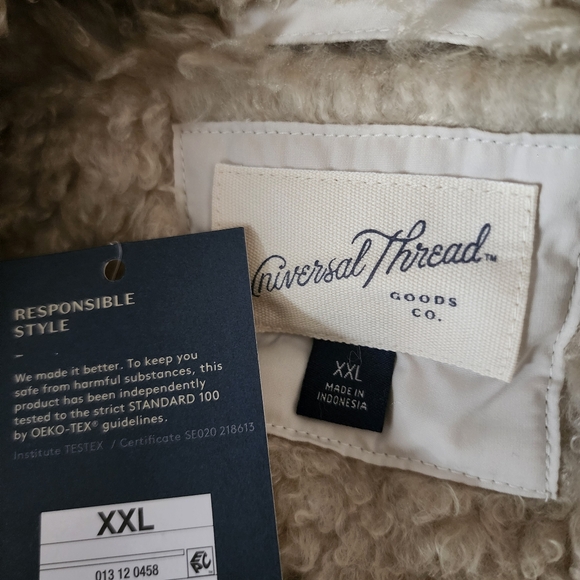 Universal Thread™
GOODS
CO.
XXL
MADE IN
INDONESIA
RESPONSIBLE
STYLE
We made it better. To keep you
safe from harmful substances, this
product has been independently
tested to the strict STANDARD 100
by OEKO-TEX® guidelines.
Institute TESTEX / Certificate SE020 218613
XXL
013 12 0458